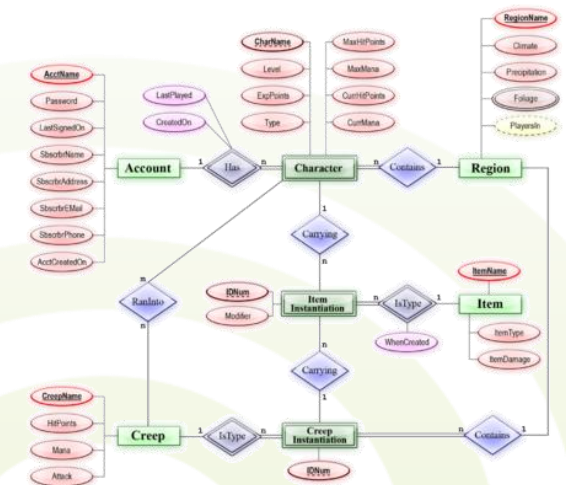 RegionName
CharName
MaxHitPoints
Climate
AcctName
Level
MaxMana
Precipitation
Password
LastPlayed
ExpPoints
CurrHitPoints
Foliage
LastSignedOn
CreatedOn
Type
CurrMana
PlayersIn
SbscrbrName
Account
1
Has
n
Character
n
Contains
1
Region
SbscrbrAddress
SbscrbrEMail
1
SbscrbrPhone
Carrying
AcctCreatedOn
n
ItemName
n
RanInto
IDNum
Item
Instantiation
n
IsType
1
Item
Modifier
n
WhenCreated
ItemType
n
ItemDamage
CreepName
Carrying
HitPoints
1
Creep
1
IsType
n
Creep
Instantiation
n
Contains
1
Mana
Attack
IDNum